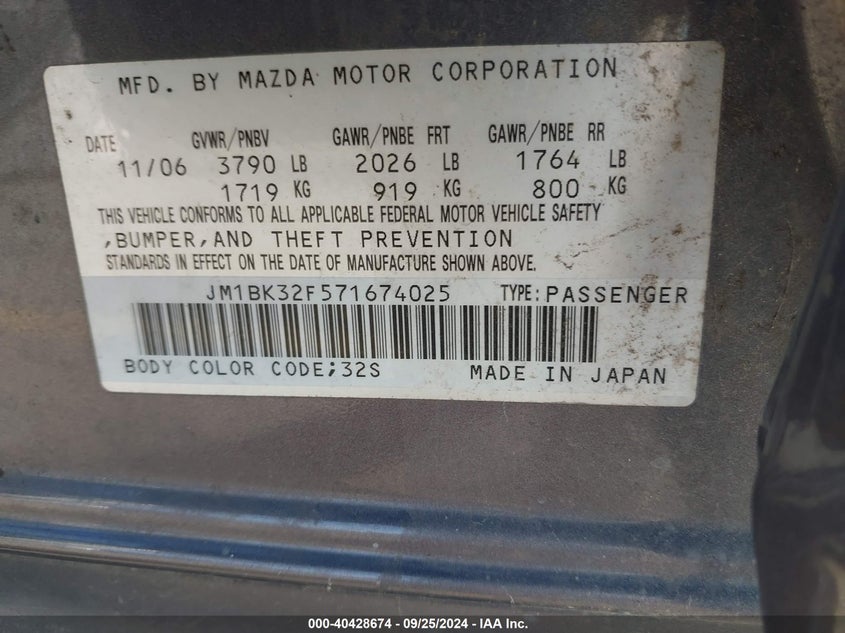 MFD. BY MAZDA MOTOR CORPORATION
DATE GVWR/PNBV GAWR/PNBE FRT GAWR/PNBE RR
11/06 3790 LB 2026 LB 1764 LB
1719 KG 919 KG 800 KG
THIS VEHICLE CONFORMS TO ALL APPLICABLE FEDERAL MOTOR VEHICLE SAFETY
,BUMPER,AND THEFT PREVENTION
STANDARDS IN EFFECT ON THE DATE OF MANUFACTURE SHOWN ABOVE.
JM1BK32F571674025 TYPE:PASSENGER
BODY COLOR CODE;32S MADE IN JAPAN
000-40428674 - 09/25/2024 - IAA Inc.